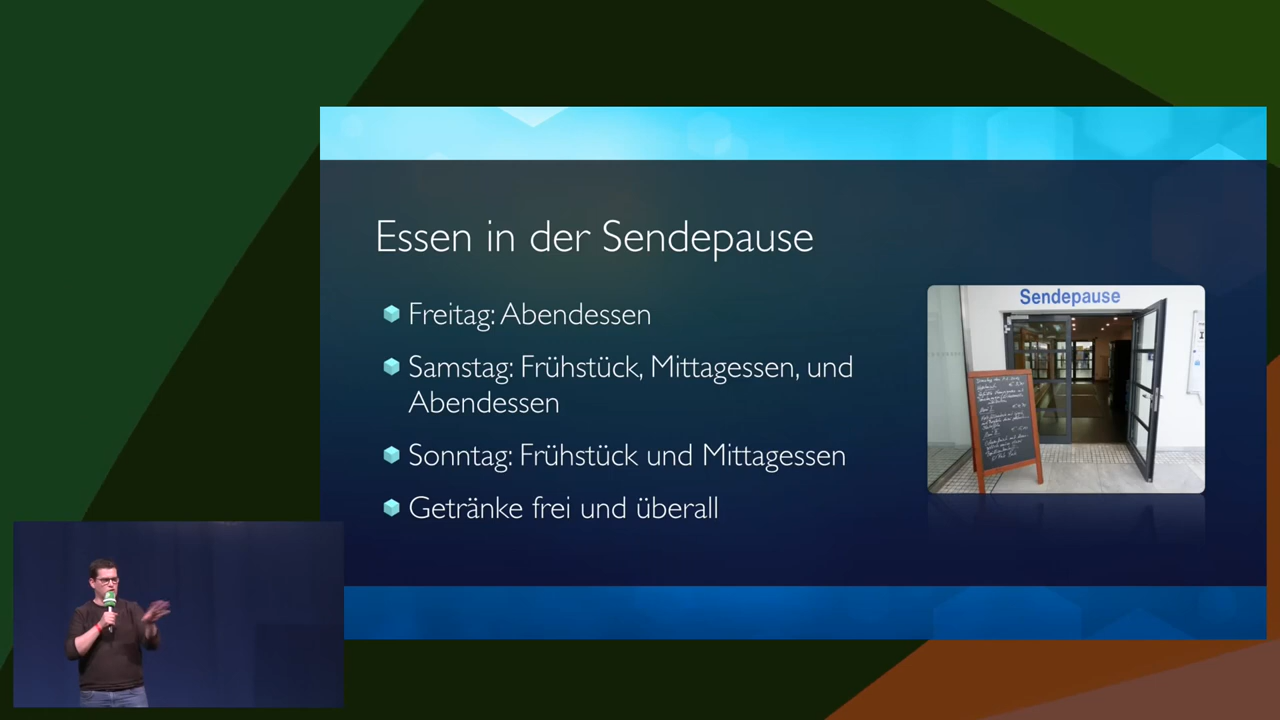 Essen in der Sendepause
Freitag: Abendessen
Samstag: Frühstück, Mittagessen, und
Abendessen
Sonntag: Frühstück und Mittagessen
Getränke frei und überall
Sendepause